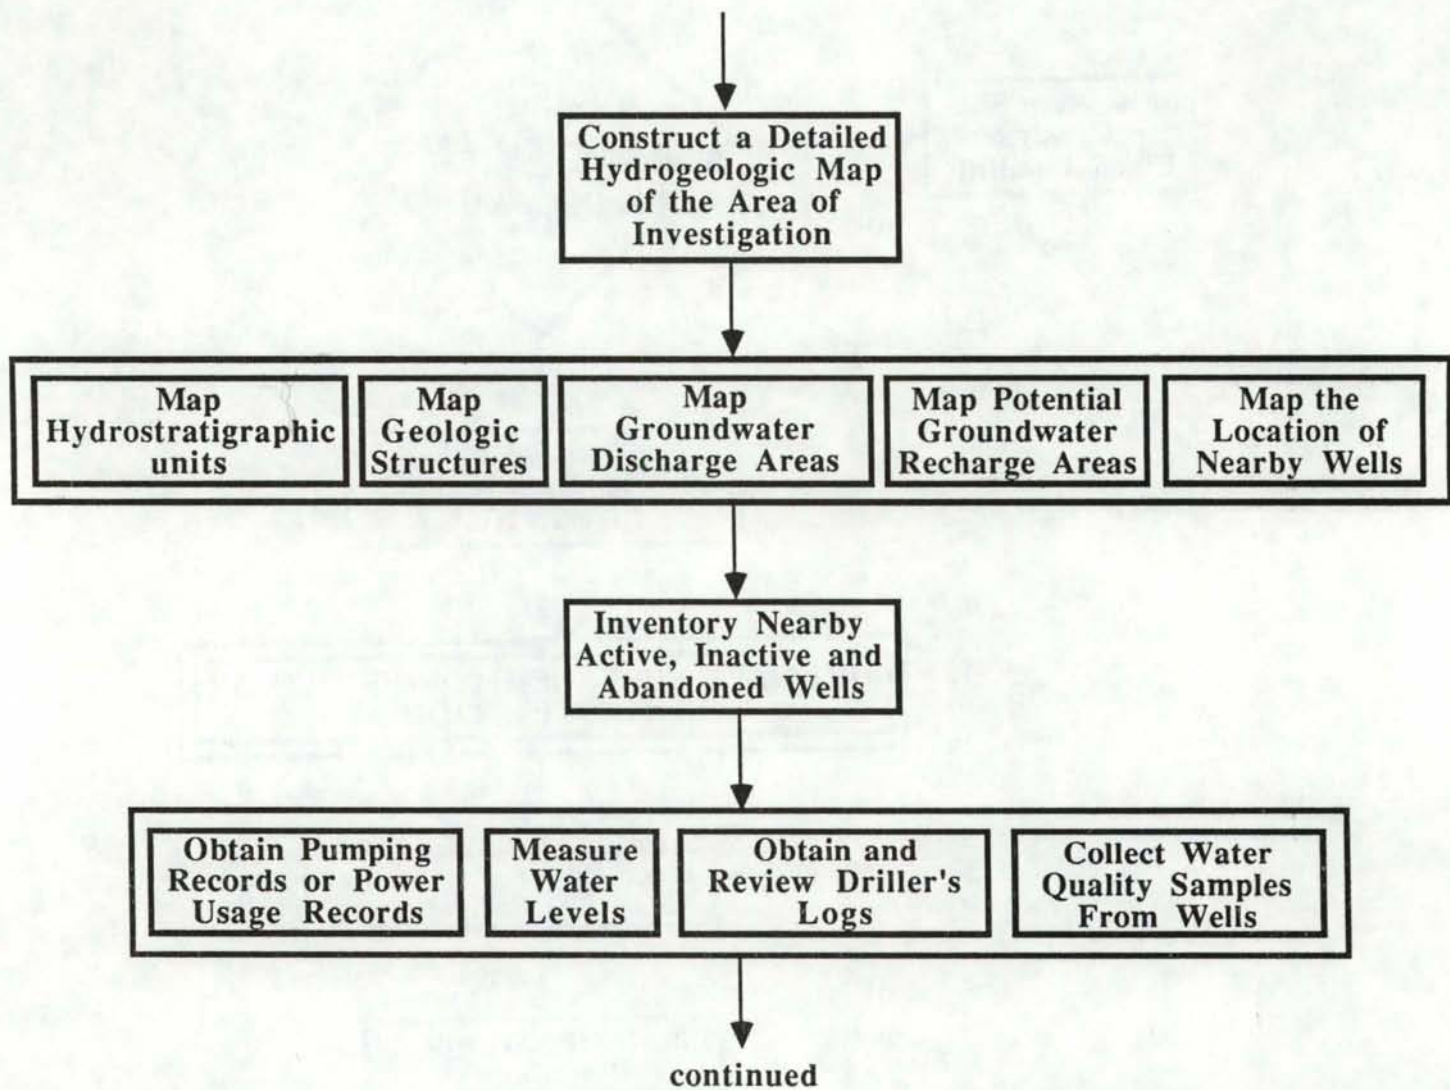 Construct a Detailed
Hydrogeologic Map
of the Area of
Investigation
Map
Hydrostratigraphic
units
Map
Geologic
Structures
Map
Groundwater
Discharge Areas
Map Potential
Groundwater
Recharge Areas
Map the
Location of
Nearby Wells
Inventory Nearby
Active, Inactive and
Abandoned Wells
Obtain Pumping
Records or Power
Usage Records
Measure
Water
Levels
Obtain and
Review Driller's
Logs
Collect Water
Quality Samples
From Wells
continued